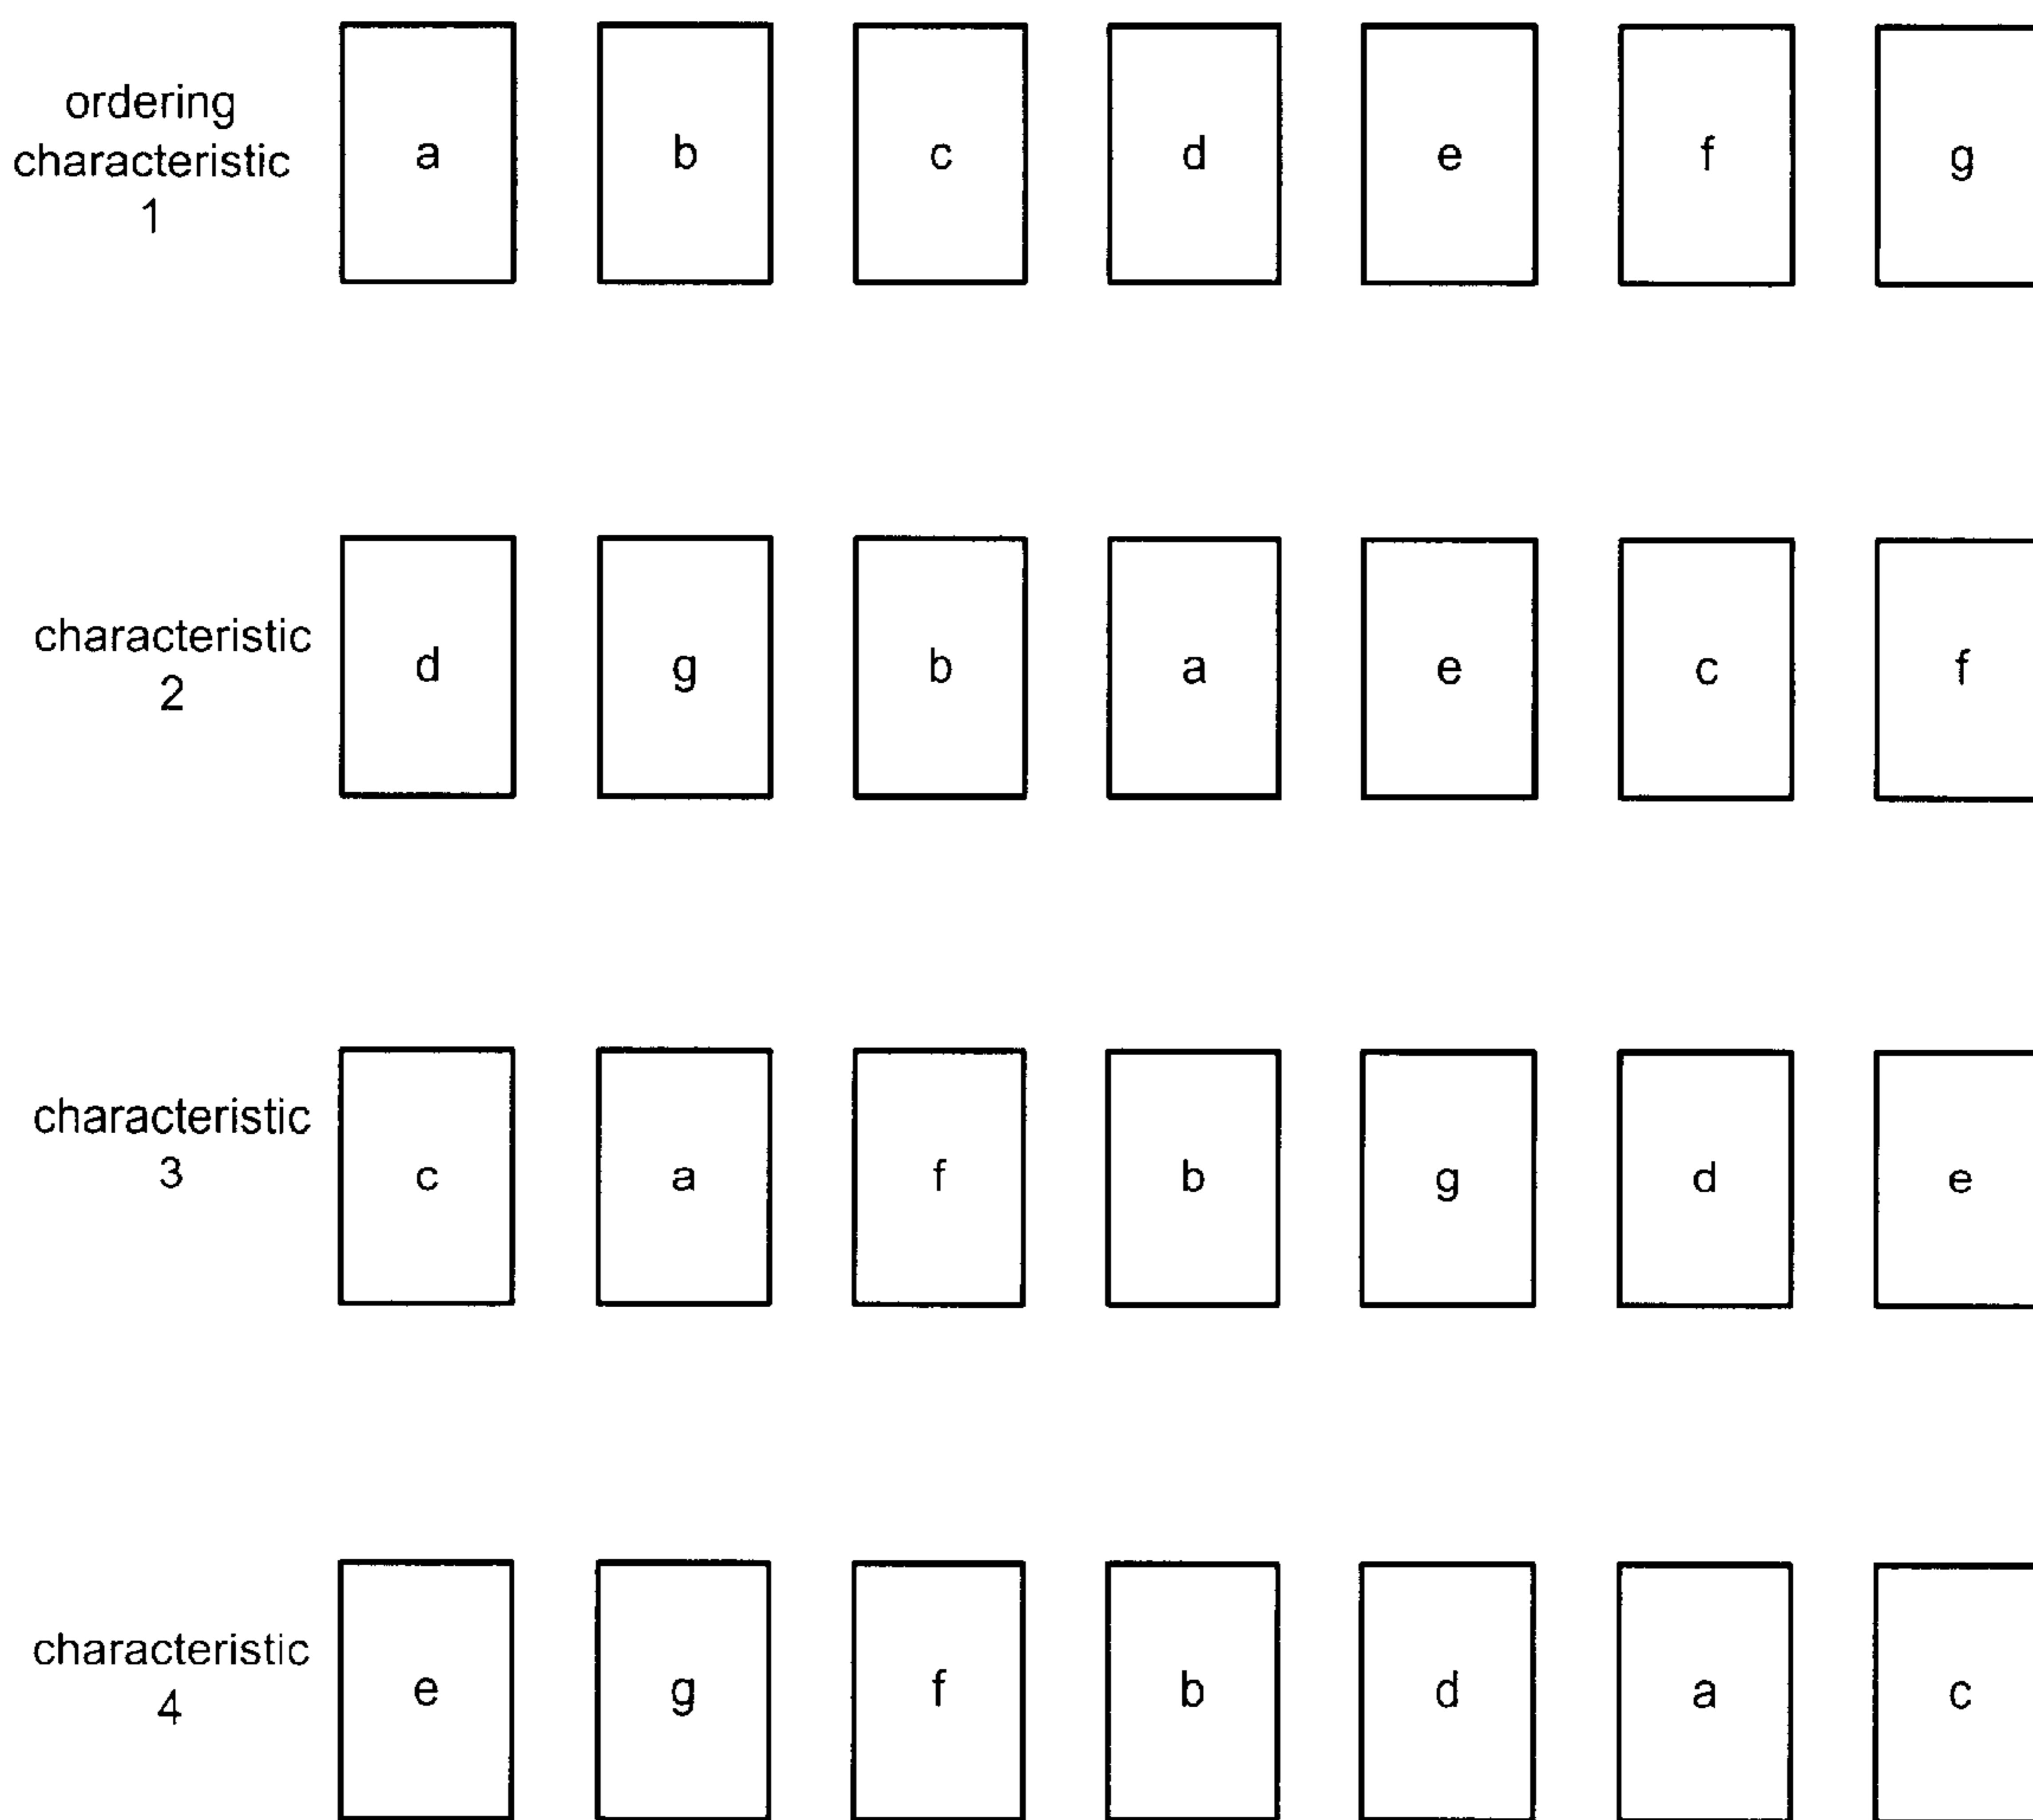 ordering
characteristic
1
a b c d e f g
characteristic
2
d g b a e c f
characteristic
3
c a f b g d e
characteristic
4
e g f b d a c